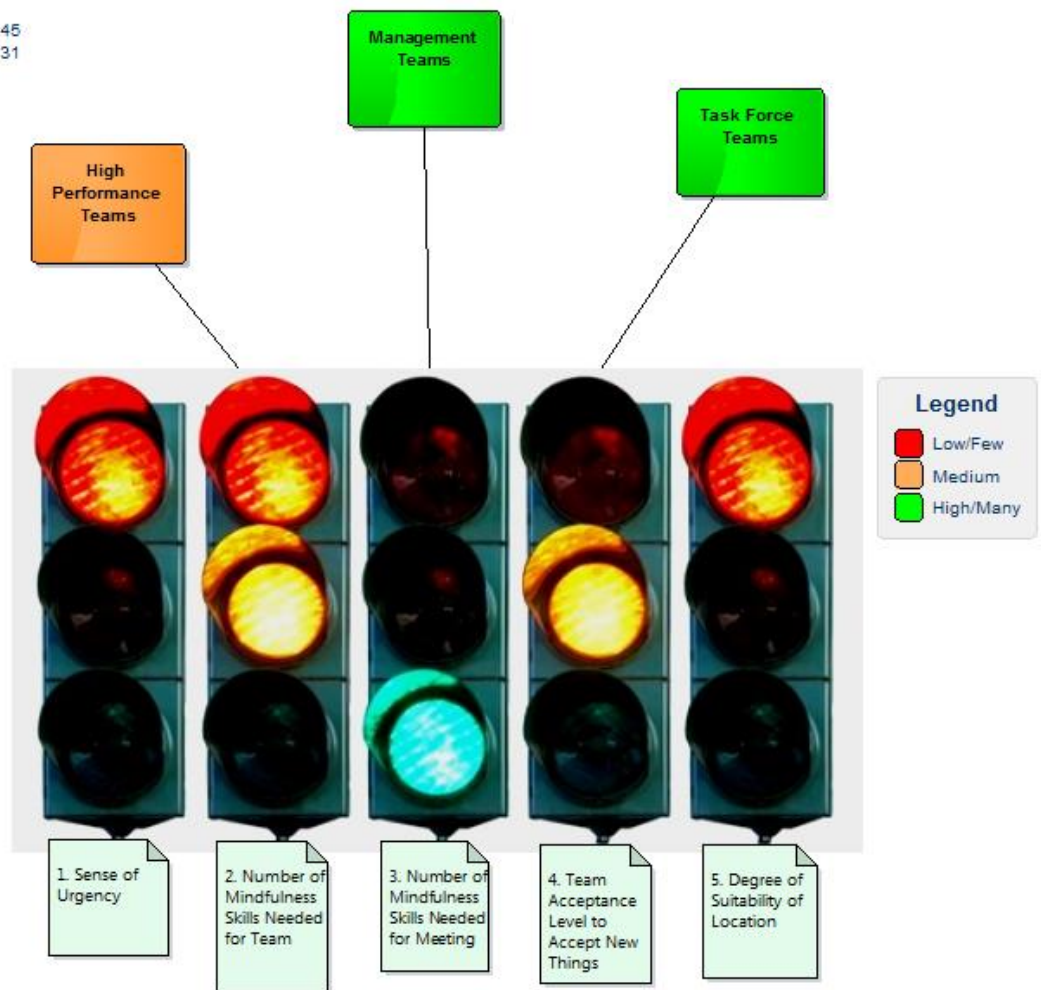 45
31
Management
Teams
Task Force
Teams
High
Performance
Teams
Legend
Low/Few
Medium
High/Many
1. Sense of
Urgency
2. Number of
Mindfulness
Skills Needed
for Team
3. Number of
Mindfulness
Skills Needed
for Meeting
4. Team
Acceptance
Level to
Accept New
Things
5. Degree of
Suitability of
Location